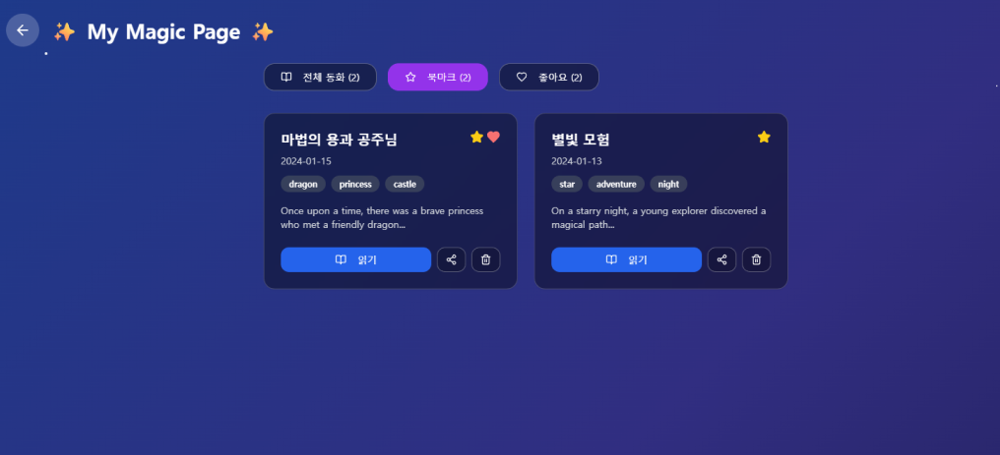 ✨ My Magic Page ✨
전체 동화 (2) 북마크 (2) 좋아요 (2)
마법의 용과 공주님
2024-01-15
dragon princess castle
Once upon a time, there was a brave princess
who met a friendly dragon...
읽기
별빛 모험
2024-01-13
star adventure night
On a starry night, a young explorer discovered a
magical path...
읽기